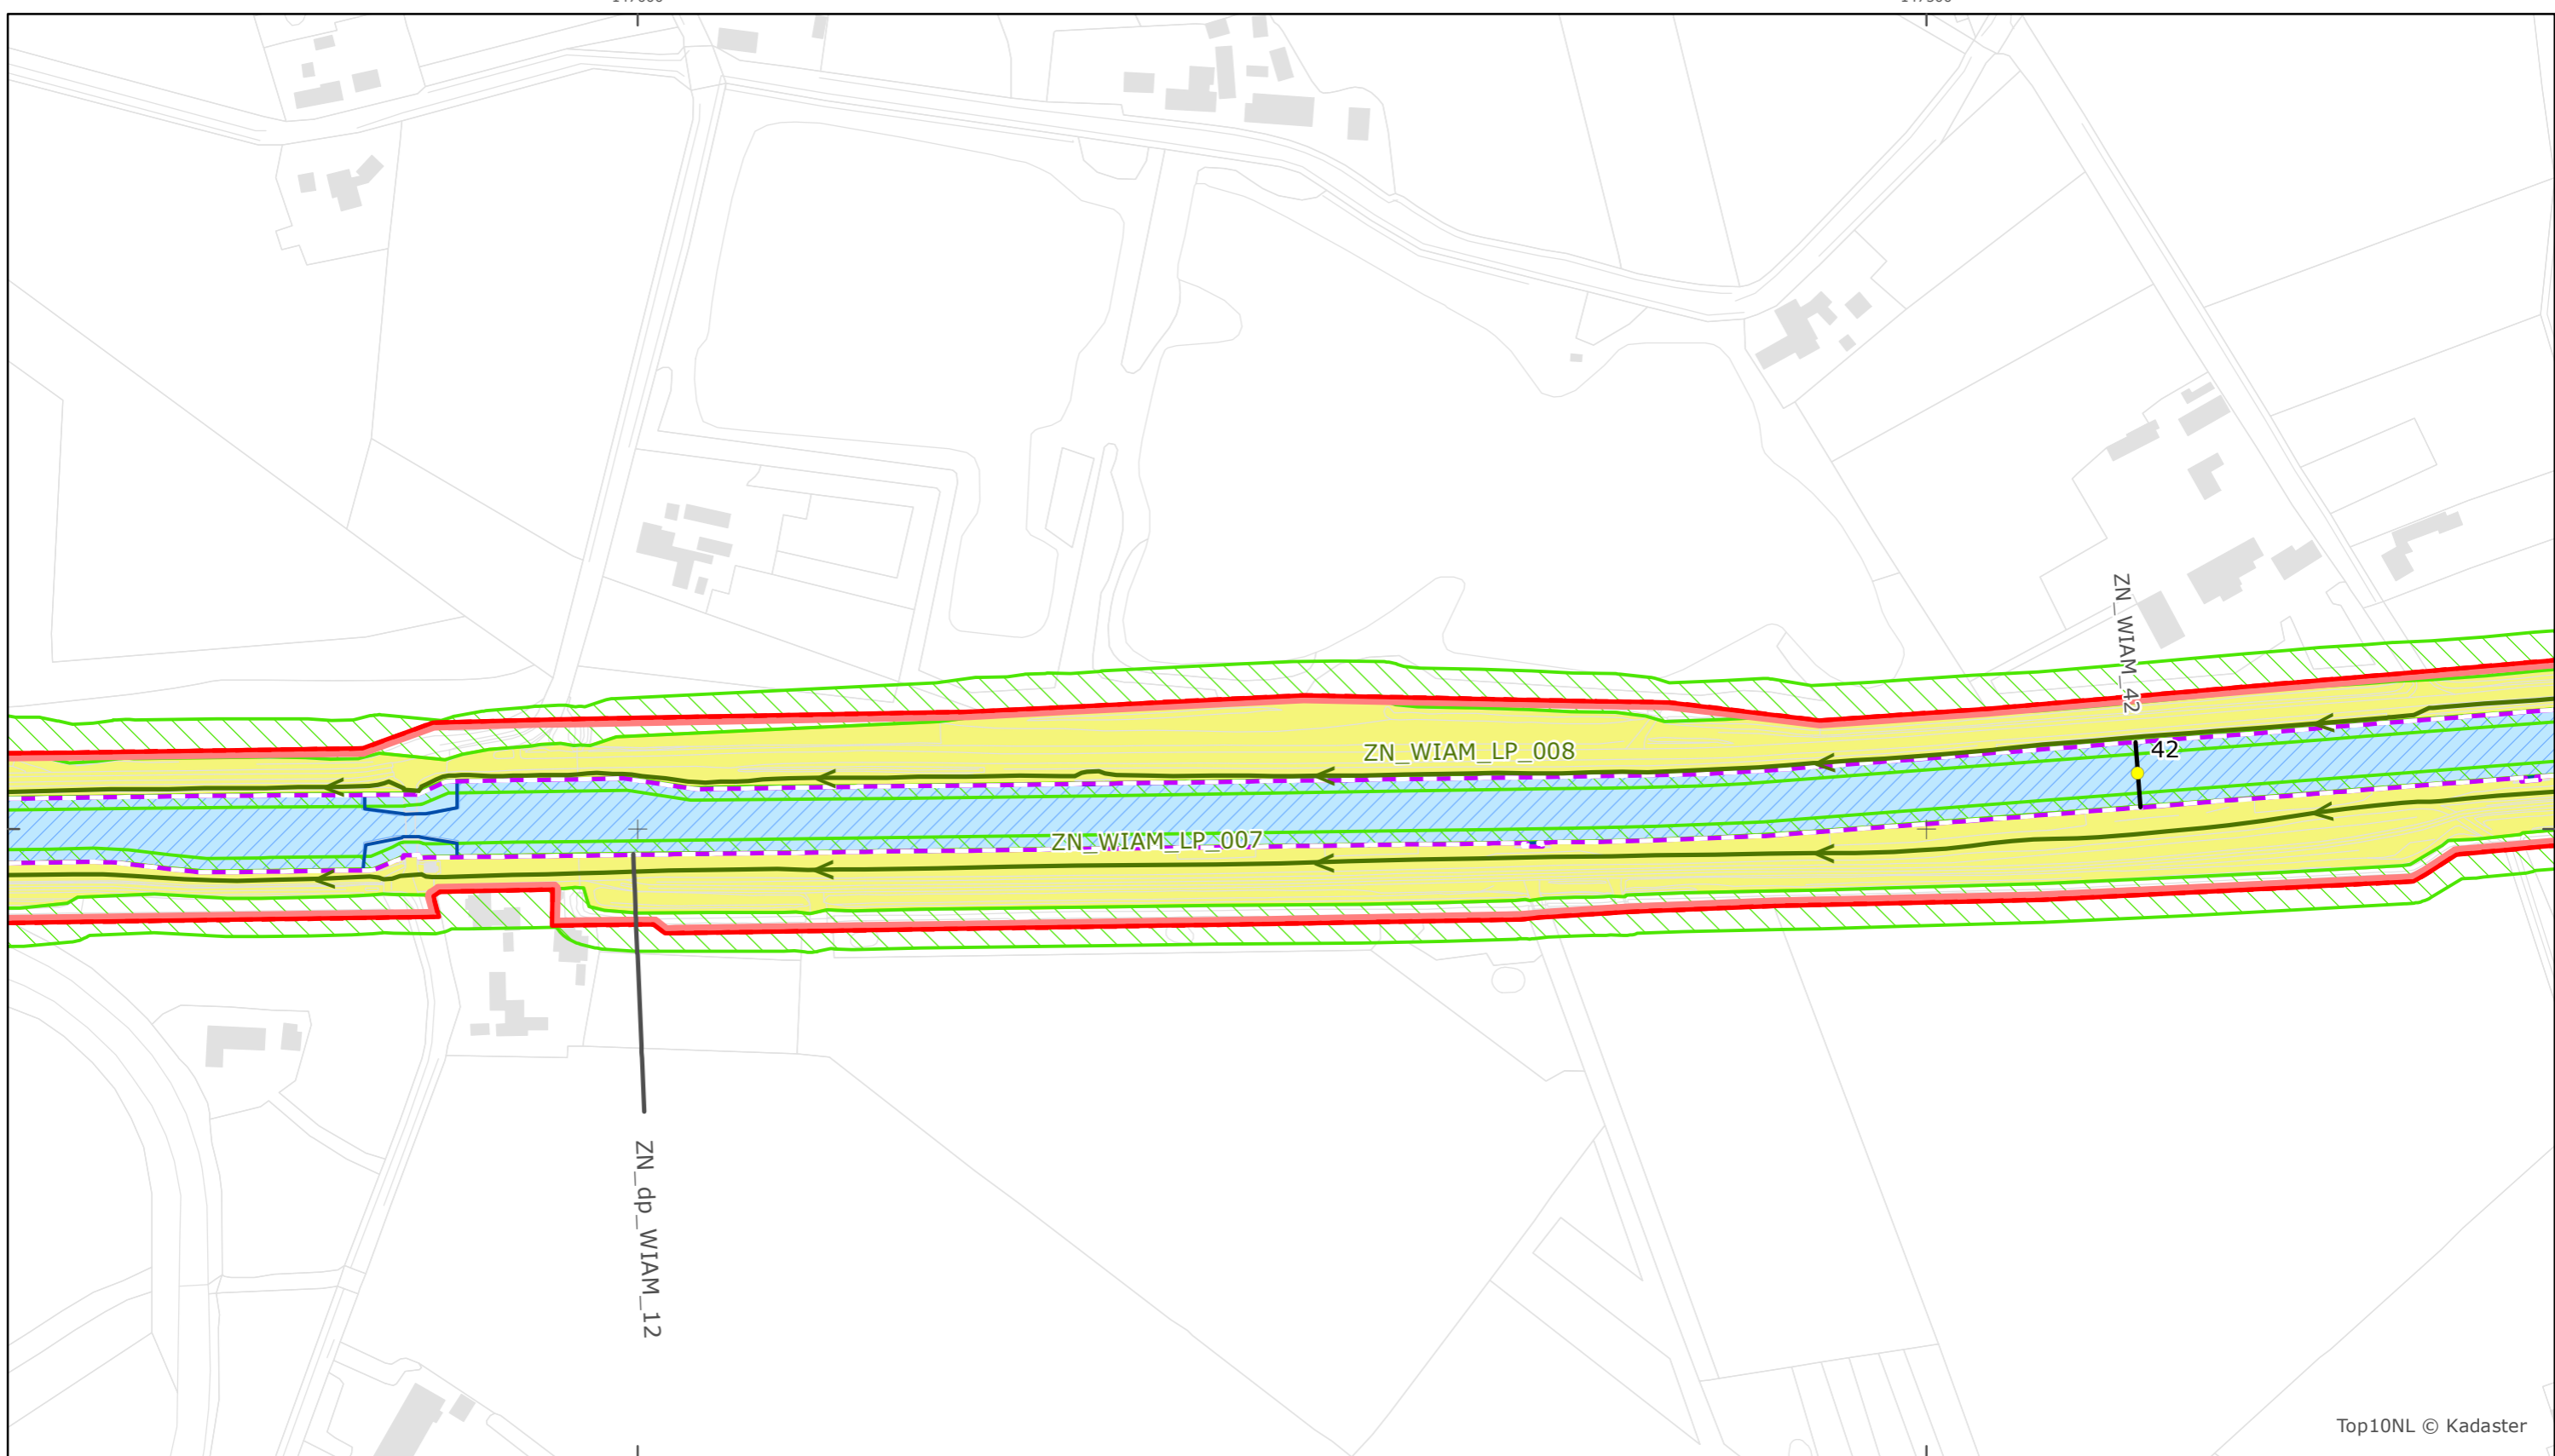 ZN_WIAM_42
42
ZN_WIAM_LP_008
ZN_WIAM_LP_007
ZN_dp_WIAM_12
Top10NL © Kadaster